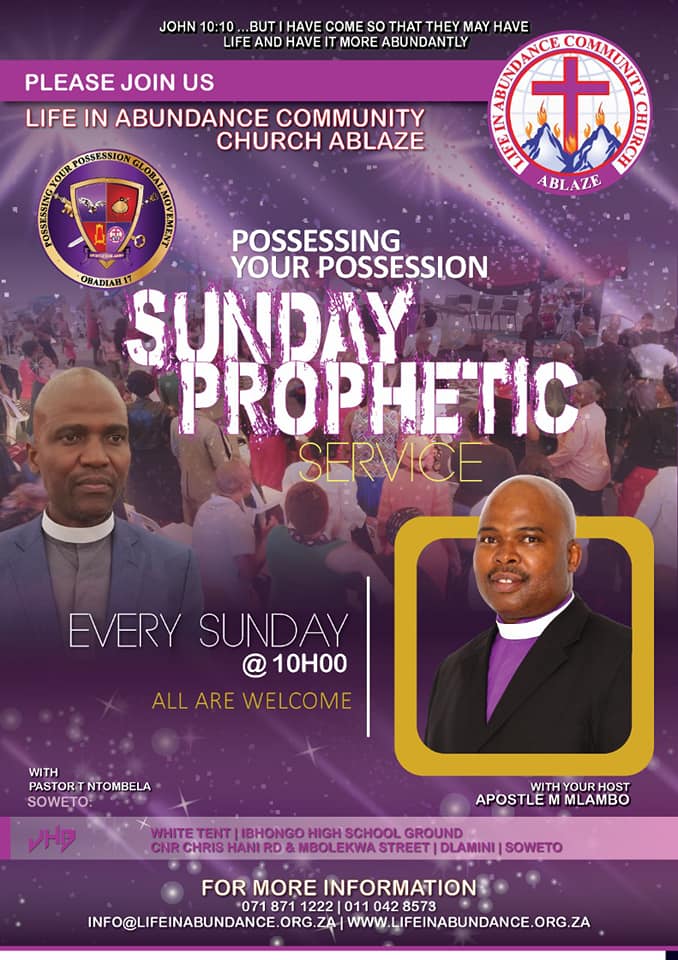 JOHN 10:10 ...BUT I HAVE COME SO THAT THEY MAY HAVE
LIFE AND HAVE IT MORE ABUNDANTLY
PLEASE JOIN US
LIFE IN ABUNDANCE COMMUNITY
CHURCH ABLAZE
LIFE IN ABUNDANCE COMMUNITY CHURCH
ABLAZE
POSSESSING YOUR POSSESSION GLOBAL MOVEMENT
OBADIAH 17
POSSESSING
YOUR POSSESSION
SUNDAY
PROPHETIC
SERVICE
EVERY SUNDAY
@ 10H00
ALL ARE WELCOME
WITH
PASTOR T NTOMBELA
SOWETO.
WITH YOUR HOST
APOSTLE M MLAMBO
JHB
WHITE TENT | IBHONGO HIGH SCHOOL GROUND
CNR CHRIS HANI RD & MBOLEKWA STREET | DLAMINI | SOWETO
FOR MORE INFORMATION
071 871 1222 | 011 042 8573
INFO@LIFEINABUNDANCE.ORG.ZA | WWW.LIFEINABUNDANCE.ORG.ZA